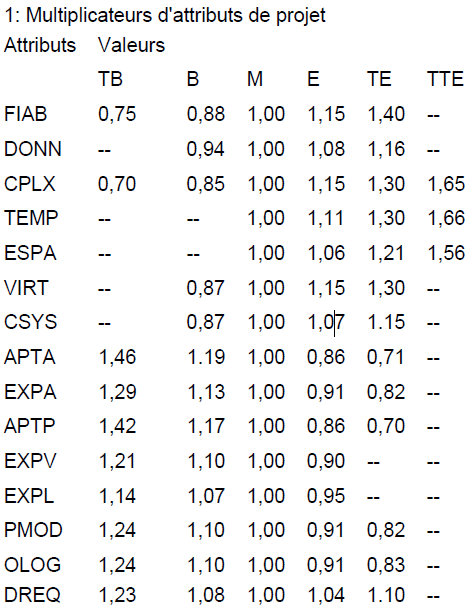 1: Multiplicateurs d'attributs de projet
Attributs Valeurs
TB B M E TE TTE
FIAB 0,75 0,88 1,00 1,15 1,40 --
DONN -- 0,94 1,00 1,08 1,16 --
CPLX 0,70 0,85 1,00 1,15 1,30 1,65
TEMP -- -- 1,00 1,11 1,30 1,66
ESPA -- -- 1,00 1,06 1,21 1,56
VIRT -- 0,87 1,00 1,15 1,30 --
CSYS -- 0,87 1,00 1,07 1.15 --
APTA 1,46 1.19 1,00 0,86 0,71 --
EXPA 1,29 1,13 1,00 0,91 0,82 --
APTP 1,42 1,17 1,00 0,86 0,70 --
EXPV 1,21 1,10 1,00 0,90 -- --
EXPL 1,14 1,07 1,00 0,95 -- --
PMOD 1,24 1,10 1,00 0,91 0,82 --
OLOG 1,24 1,10 1,00 0,91 0,83 --
DREQ 1,23 1,08 1,00 1,04 1.10 --